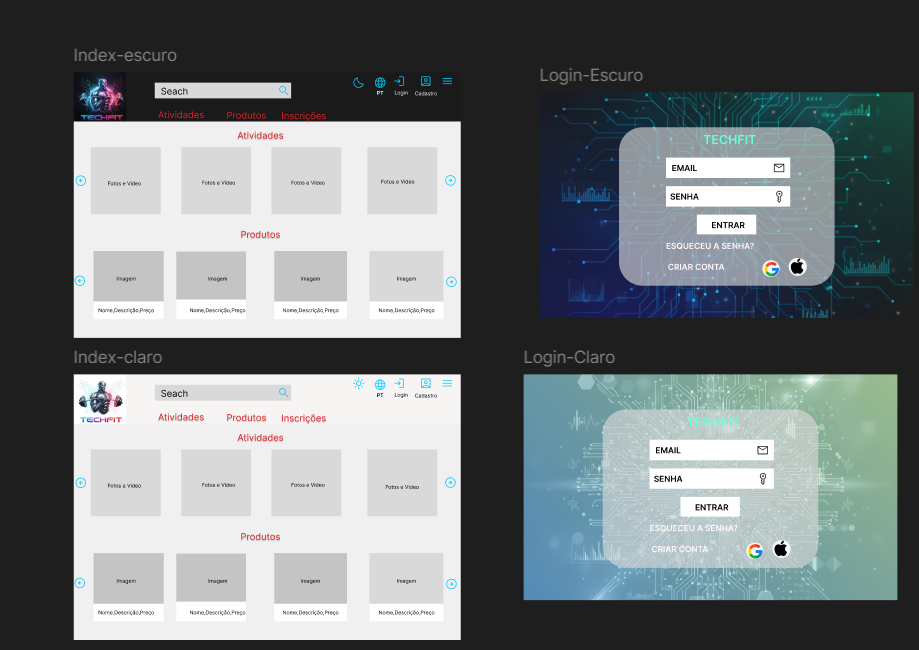 Index-escuro
TECHFIT
Seach
PT
Login
Cadastro
Atividades Produtos Inscrições
Atividades
Fotos e Video Fotos e Video Fotos e Video Fotos e Video
Produtos
Imagem Imagem Imagem Imagem
Nome,Descrição,Preço Nome,Descrição,Preço Nome,Descrição,Preço Nome,Descrição,Preço
Login-Escuro
TECHFIT
EMAIL
SENHA
ENTRAR
ESQUECEU A SENHA?
CRIAR CONTA
Index-claro
TECHFIT
Seach
PT
Login
Cadastro
Atividades Produtos Inscrições
Atividades
Fotos e Video Fotos e Video Fotos e Video Fotos e Video
Produtos
Imagem Imagem Imagem Imagem
Nome,Descrição,Preço Nome,Descrição,Preço Nome,Descrição,Preço Nome,Descrição,Preço
Login-Claro
TECHFIT
EMAIL
SENHA
ENTRAR
ESQUECEU A SENHA?
CRIAR CONTA